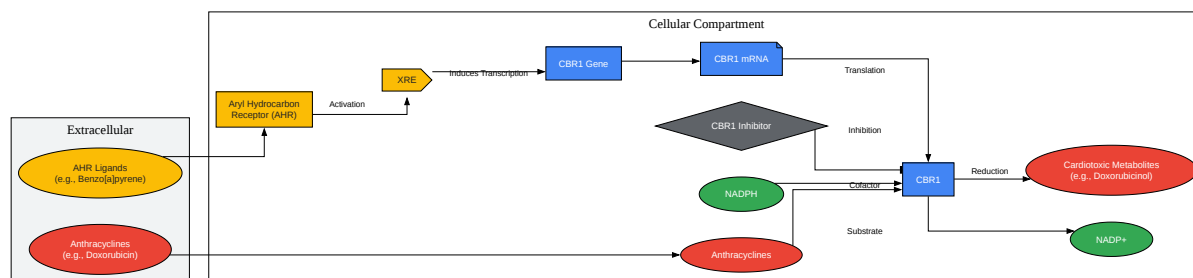 Cellular Compartment
CBR1 Gene
CBR1 mRNA
XRE
Induces Transcription
Translation
Aryl Hydrocarbon
Receptor (AHR)
Activation
Extracellular
CBR1 Inhibitor
Inhibition
AHR Ligands
(e.g., Benzo[a]pyrene)
CBR1
Reduction
Cardiotoxic Metabolites
(e.g., Doxorubicinol)
NADPH
Cofactor
Substrate
NADP+
Anthracyclines
(e.g., Doxorubicin)
Anthracyclines